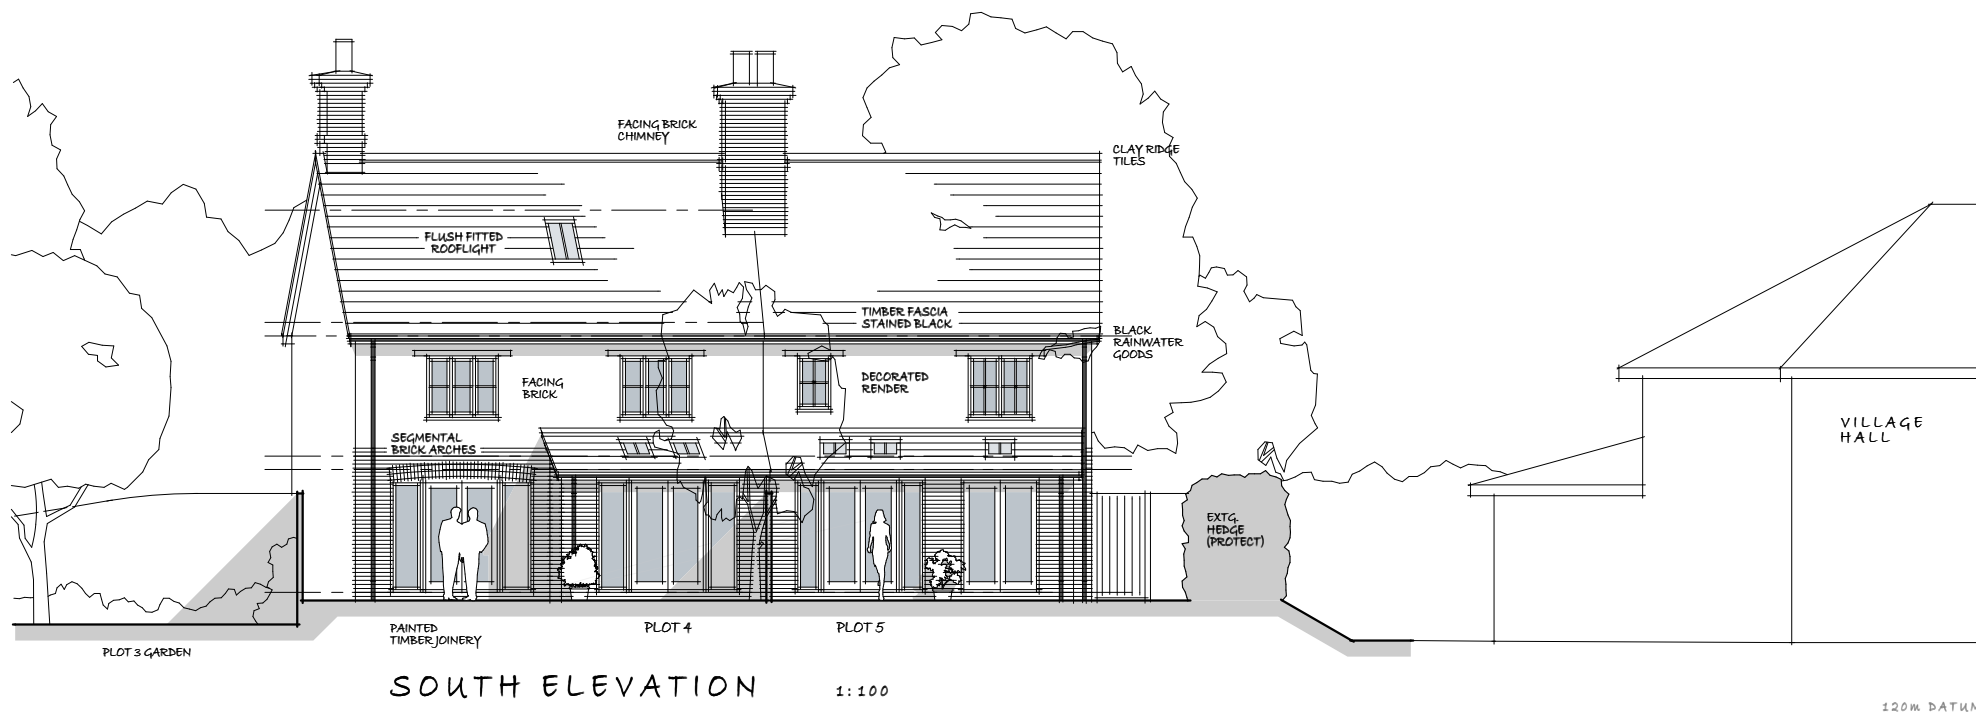 FACING BRICK
CHIMNEY
CLAY RIDGE
TILES
FLUSH FITTED
ROOFLIGHT
TIMBER FASCIA
STAINED BLACK
BLACK
RAINWATER
GOODS
FACING
BRICK
DECORATED
RENDER
SEGMENTAL
BRICK ARCHES
VILLAGE
HALL
EXTG.
HEDGE
(PROTECT)
PAINTED
TIMBER JOINERY
PLOT 4
PLOT 5
PLOT 3 GARDEN
SOUTH ELEVATION 1:100
120m DATUM